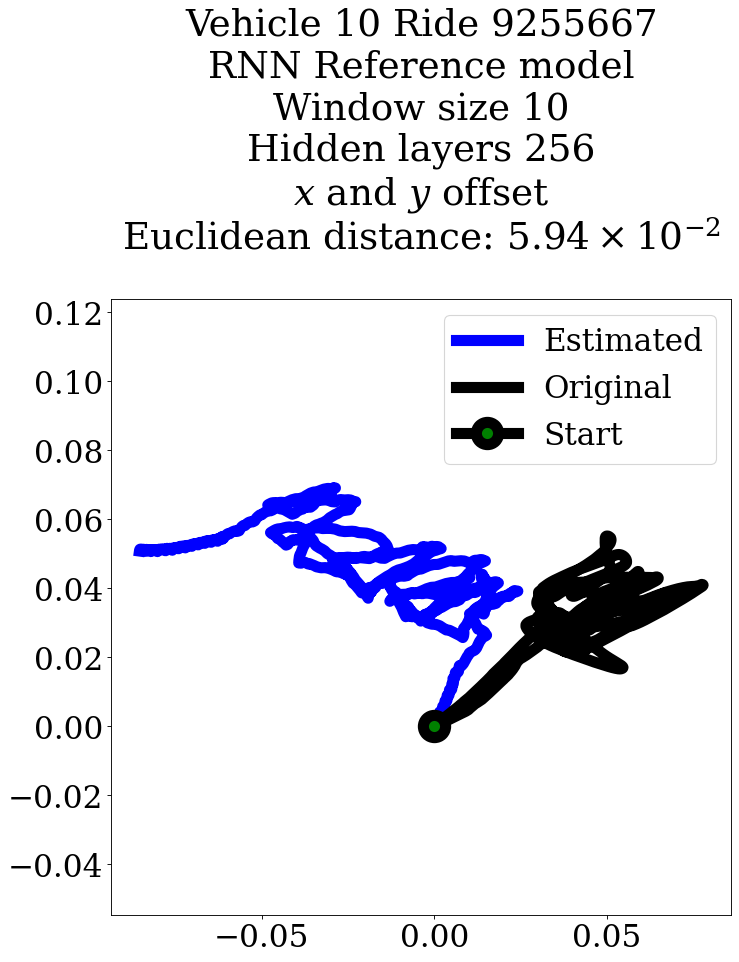 Vehicle 10 Ride 9255667
RNN Reference model
Window size 10
Hidden layers 256
x and y offset
Euclidean distance: 5.94 × 10⁻²
0.12
0.10
0.08
0.06
0.04
0.02
0.00
−0.02
−0.04
Estimated
Original
Start
−0.05
0.00
0.05